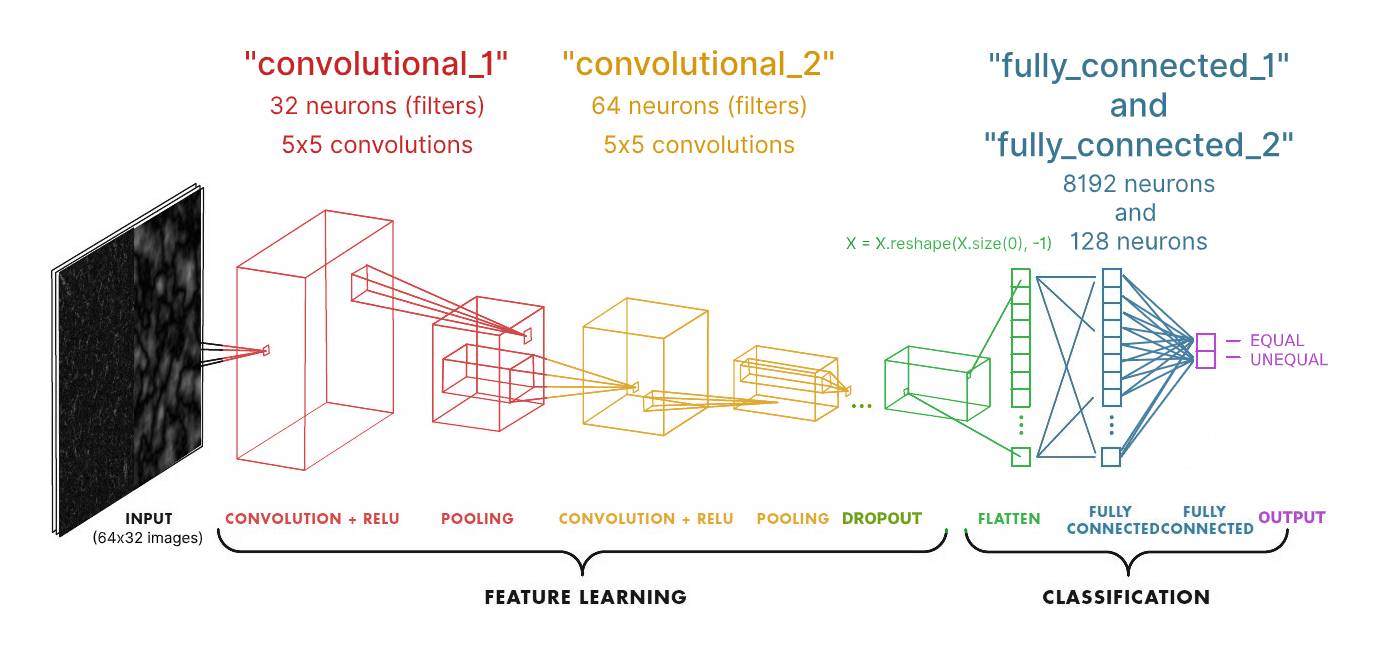 "convolutional_1"
32 neurons (filters)
5x5 convolutions
"convolutional_2"
64 neurons (filters)
5x5 convolutions
"fully_connected_1"
and
"fully_connected_2"
8192 neurons
and
128 neurons
X = X.reshape(X.size(0), -1)
EQUAL
UNEQUAL
...
INPUT
(64x32 images)
CONVOLUTION + RELU
POOLING
CONVOLUTION + RELU
POOLING
DROPOUT
FLATTEN
FULLY
CONNECTED
FULLY
CONNECTED
OUTPUT
FEATURE LEARNING
CLASSIFICATION